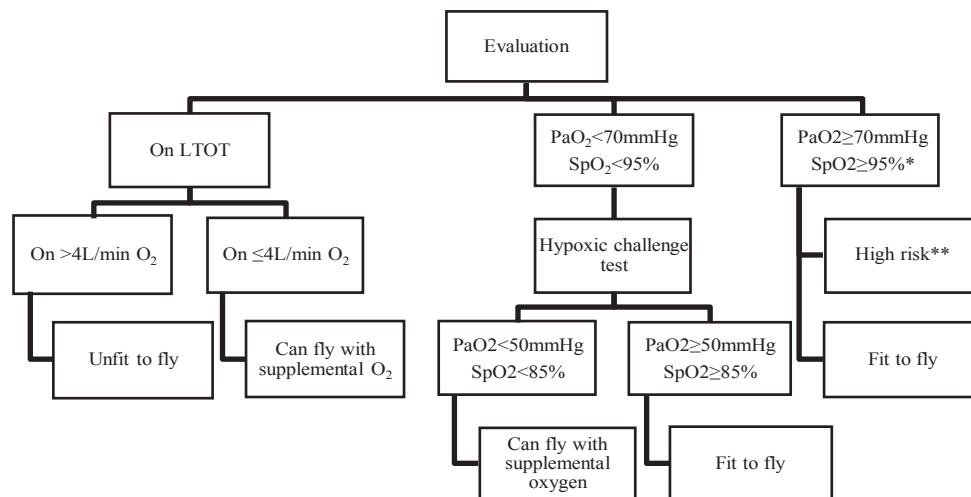 Evaluation
On LTOT
PaO₂<70mmHg
SpO₂<95%
PaO2≥70mmHg
SpO2≥95%*
On >4L/min O₂
On ≤4L/min O₂
Hypoxic challenge
test
High risk**
Unfit to fly
Can fly with
supplemental O₂
PaO2<50mmHg
SpO2<85%
PaO2≥50mmHg
SpO2≥85%
Fit to fly
Can fly with
supplemental
oxygen
Fit to fly